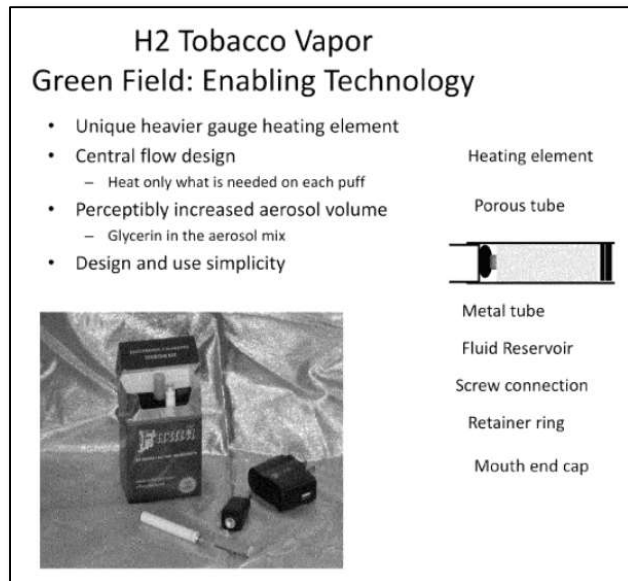 H2 Tobacco Vapor
Green Field: Enabling Technology
• Unique heavier gauge heating element
• Central flow design
– Heat only what is needed on each puff
• Perceptibly increased aerosol volume
– Glycerin in the aerosol mix
• Design and use simplicity
Heating element
Porous tube
Metal tube
Fluid Reservoir
Screw connection
Retainer ring
Mouth end cap